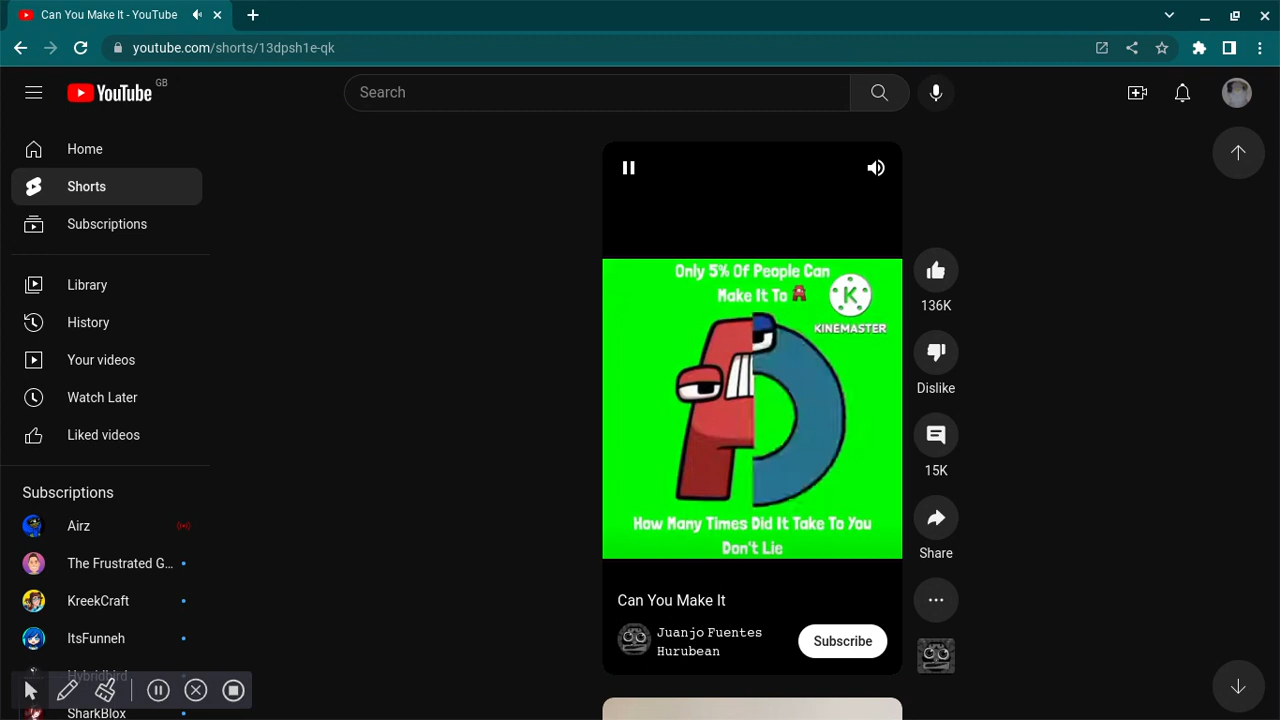 Can You Make It - YouTube
youtube.com/shorts/13dpsh1e-qk
YouTube GB
Search
Home
Shorts
Subscriptions
Library
History
Your videos
Watch Later
Liked videos
Subscriptions
Airz
The Frustrated G...
KreekCraft
ItsFunneh
Hybridbird
SharkBlox
Only 5% Of People Can
Make It To
K
KINEMASTER
How Many Times Did It Take To You
Don't Lie
Can You Make It
Juanjo Fuentes
Hurubean
Subscribe
136K
Dislike
15K
Share